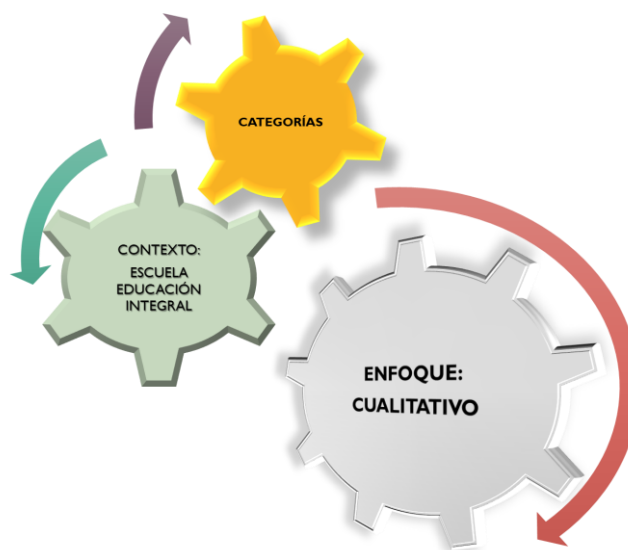 CATEGORÍAS
CONTEXTO:
ESCUELA
EDUCACIÓN
INTEGRAL
ENFOQUE:
CUALITATIVO